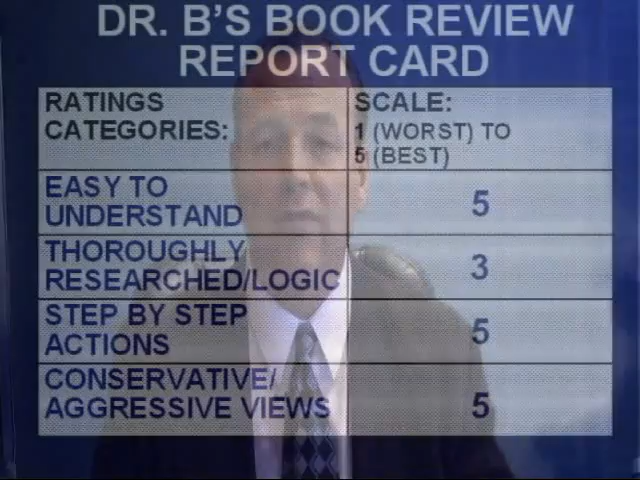 DR. B'S BOOK REVIEW
REPORT CARD
RATINGS
CATEGORIES:
SCALE:
1 (WORST) TO
5 (BEST)
EASY TO
UNDERSTAND
5
THOROUGHLY
RESEARCHED/LOGIC
3
STEP BY STEP
ACTIONS
5
CONSERVATIVE/
AGGRESSIVE VIEWS
5